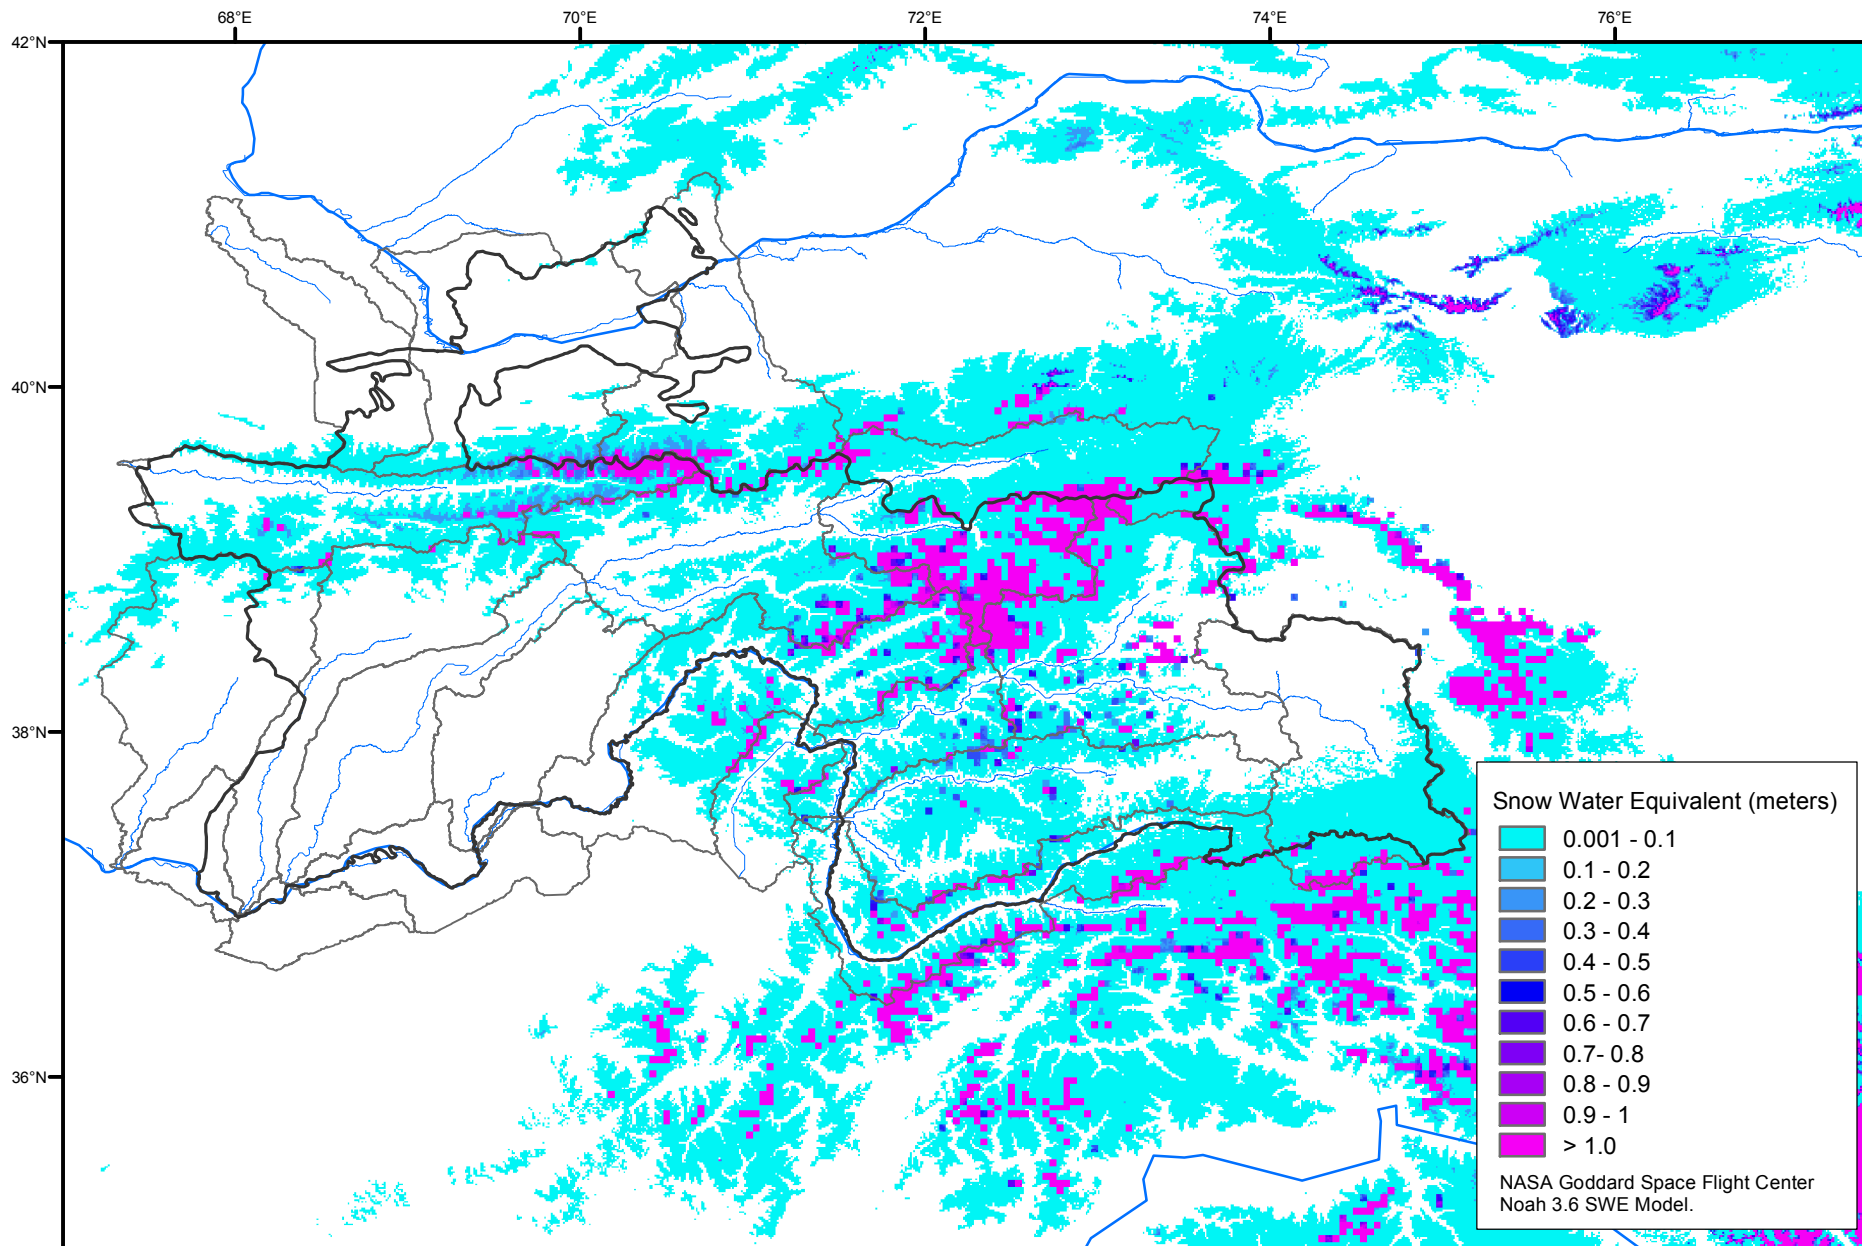 68°E
70°E
72°E
74°E
76°E
42°N
40°N
38°N
36°N
Snow Water Equivalent (meters)
0.001 - 0.1
0.1 - 0.2
0.2 - 0.3
0.3 - 0.4
0.4 - 0.5
0.5 - 0.6
0.6 - 0.7
0.7- 0.8
0.8 - 0.9
0.9 - 1
> 1.0
NASA Goddard Space Flight Center
Noah 3.6 SWE Model.